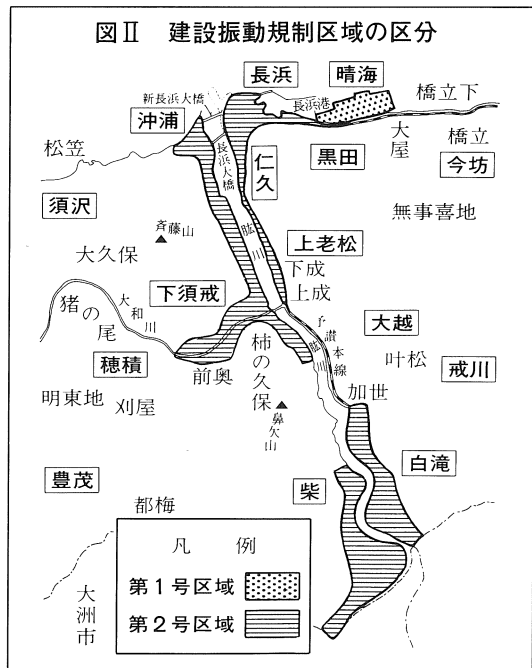 図Ⅱ 建設振動規制区域の区分
長浜
晴海
新長浜大橋
長浜港
橋立下
沖浦
松笠
長浜大橋
仁久
黒田
大屋
橋立
今坊
須沢
無事喜地
斉藤山
肱川
上老松
大久保
下成
上成
下須戒
猪の尾
大和川
予讃本線
大越
穂積
前奥
柿の久保
肱川
叶松
戒川
加世
明東地
刈屋
鼻欠山
白滝
豊茂
柴
都梅
大洲市
凡例
第1号区域
第2号区域